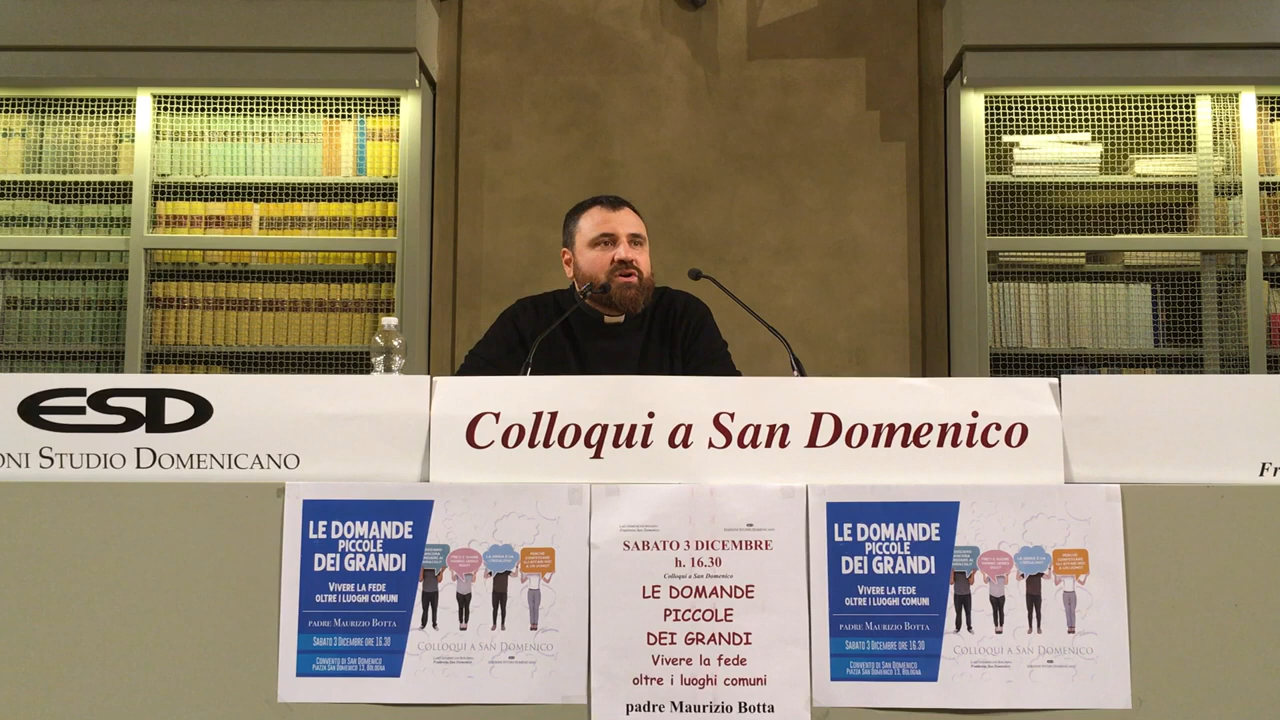 ESD
ONI STUDIO DOMENICANO
Colloqui a San Domenico
Fr
LE DOMANDE
PICCOLE
DEI GRANDI
VIVERE LA FEDE
OLTRE I LUOGHI COMUNI
PADRE MAURIZIO BOTTA
SABATO 3 DICEMBRE ORE 16.30
CONVENTO DI SAN DOMENICO
PIAZZA SAN DOMENICO 13, BOLOGNA
COLLOQUI A SAN DOMENICO
SABATO 3 DICEMBRE
h. 16.30
Colloqui a San Domenico
LE DOMANDE
PICCOLE
DEI GRANDI
Vivere la fede
oltre i luoghi comuni
padre Maurizio Botta
LE DOMANDE
PICCOLE
DEI GRANDI
VIVERE LA FEDE
OLTRE I LUOGHI COMUNI
PADRE MAURIZIO BOTTA
SABATO 3 DICEMBRE ORE 16.30
CONVENTO DI SAN DOMENICO
PIAZZA SAN DOMENICO 13, BOLOGNA
COLLOQUI A SAN DOMENICO